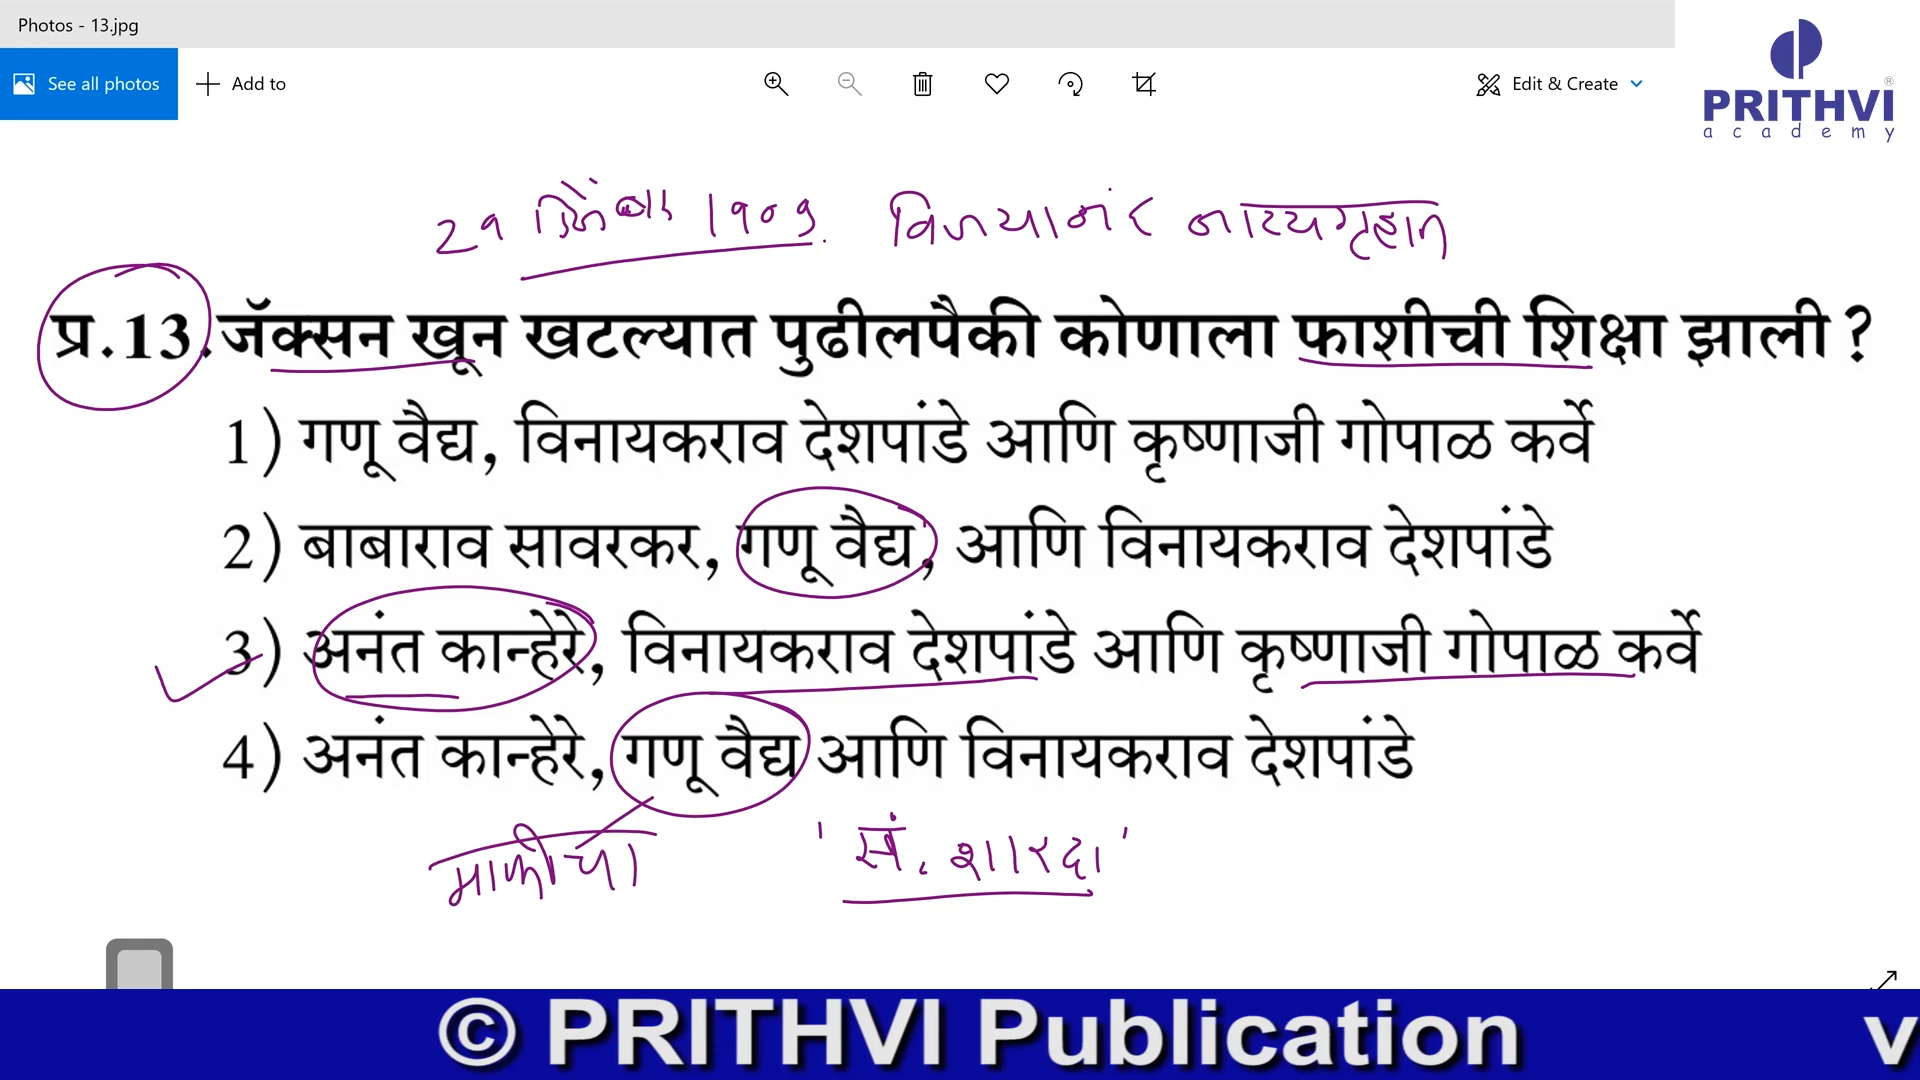 Photos - 13.jpg
See all photos
Add to
Edit & Create
PRITHVI
academy
२१ डिसेंबर १९०९. विजयानंद नाट्यगृहात
प्र.13. जॅक्सन खून खटल्यात पुढीलपैकी कोणाला फाशीची शिक्षा झाली ?
1) गणू वैद्य, विनायकराव देशपांडे आणि कृष्णाजी गोपाळ कर्वे
2) बाबाराव सावरकर, गणू वैद्य, आणि विनायकराव देशपांडे
3) अनंत कान्हेरे, विनायकराव देशपांडे आणि कृष्णाजी गोपाळ कर्वे
4) अनंत कान्हेरे, गणू वैद्य आणि विनायकराव देशपांडे
माफीचा ' सं. शारदा '
© PRITHVI Publication